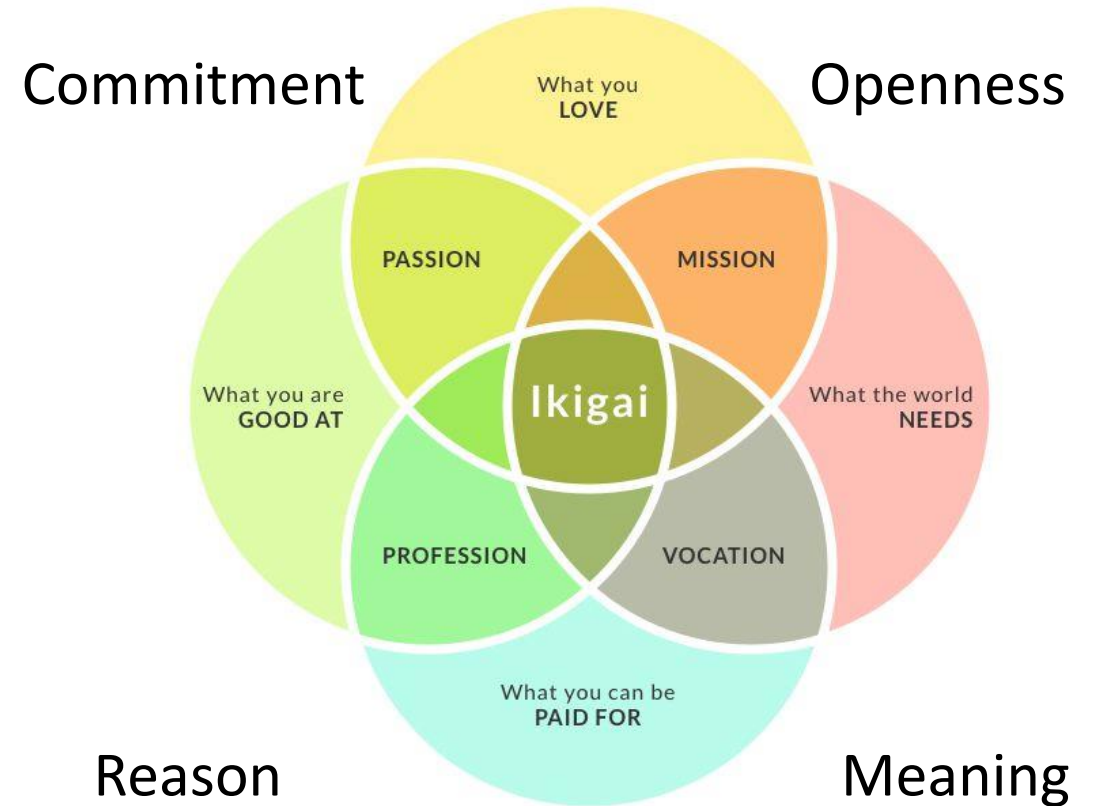 Commitment
Openness
What you
LOVE
PASSION
MISSION
What you are
GOOD AT
Ikigai
What the world
NEEDS
PROFESSION
VOCATION
What you can be
PAID FOR
Reason
Meaning